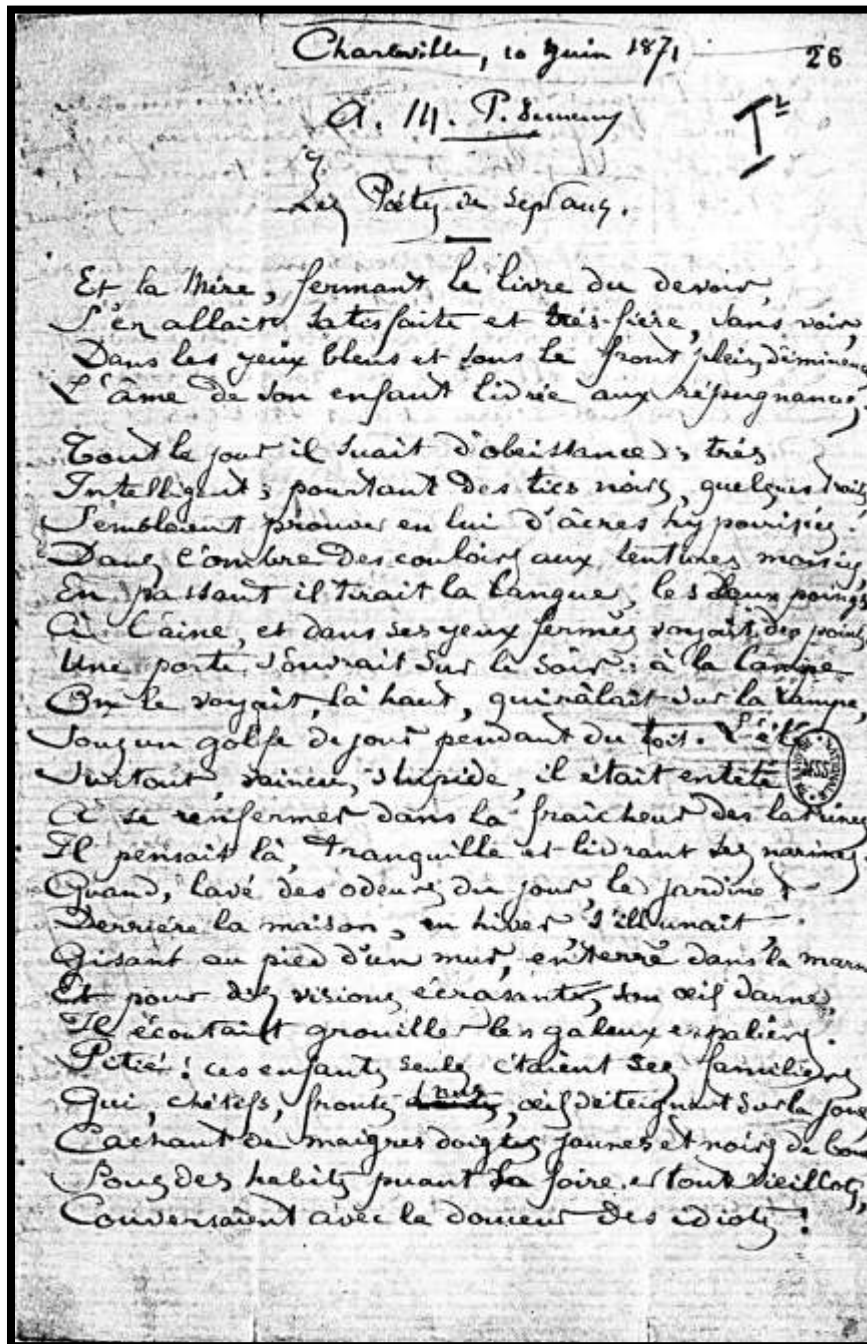 Charleville, 10 Juin 1871
26
A. M. P. Demeny
Les Poëtes de sept ans.
Et la Mère, fermant le livre du devoir,
S'en allait satisfaite et très-fière, sans voir,
Dans les yeux bleus et sous le front plein d'éminences
L'âme de son enfant livrée aux répugnances.
Tout le jour il suait d'obéissance ; très
Intelligent ; pourtant des tics noirs, quelques traits
Semblaient prouver en lui d'âcres hypocrisies.
Dans l'ombre des couloirs aux tentures moisies,
En passant il tirait la langue, les deux poings
A l'aine, et dans ses yeux fermés voyait des points.
Une porte s'ouvrait sur le soir : à la lampe
On le voyait, là haut, qui râlait sur la rampe,
Sous un golfe de jour pendant du toit. L'été
Surtout, vaincu, stupide, il était entêté
A se renfermer dans la fraîcheur des latrines
Il pensait là, tranquille et livrant ses narines.
Quand, lavé des odeurs du jour, le jardinet
Derrière la maison, en hiver, s'illunait
Gisant au pied d'un mur, enterré dans la marne
Et pour des visions écrasant son œil darne,
Il écoutait grouiller les galeux espaliers.
Pitié ! ces enfants seuls étaient ses familiers
Qui, chétifs, fronts nus, œil déteignant sur la joue
Cachant de maigres doigts jaunes et noirs de boue
Sous des habits puant la foire et tout vieillots,
Conversaient avec la douceur des idiots !